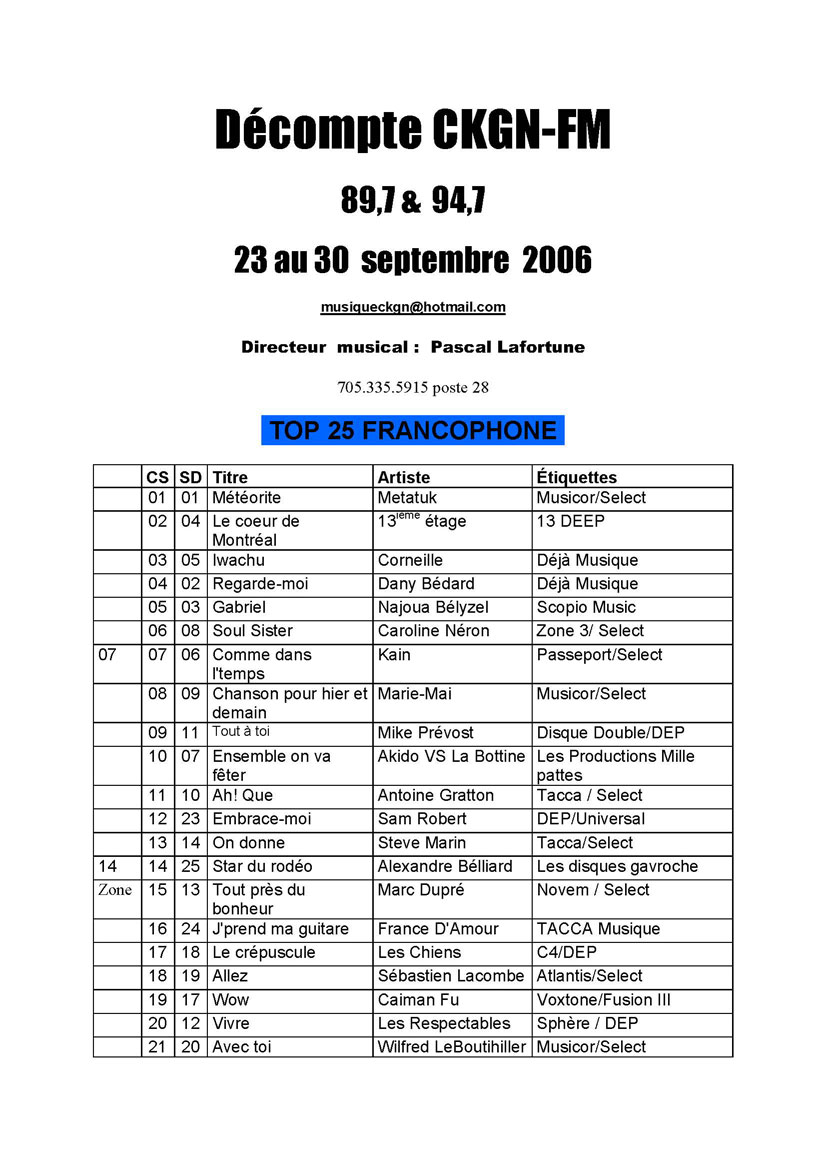 Décompte CKGN-FM
89,7 & 94,7
23 au 30 septembre 2006
musiqueckgn@hotmail.com
Directeur musical : Pascal Lafortune
705.335.5915 poste 28
TOP 25 FRANCOPHONE
CS SD Titre Artiste Étiquettes
01 01 Météorite Metatuk Musicor/Select
02 04 Le coeur de 13ième étage 13 DEEP
Montréal
03 05 Iwachu Corneille Déjà Musique
04 02 Regarde-moi Dany Bédard Déjà Musique
05 03 Gabriel Najoua Bélyzel Scopio Music
06 08 Soul Sister Caroline Néron Zone 3/ Select
07 07 06 Comme dans Kain Passeport/Select
l'temps
08 09 Chanson pour hier et Marie-Mai Musicor/Select
demain
09 11 Tout à toi Mike Prévost Disque Double/DEP
10 07 Ensemble on va Akido VS La Bottine Les Productions Mille
fêter pattes
11 10 Ah! Que Antoine Gratton Tacca / Select
12 23 Embrace-moi Sam Robert DEP/Universal
13 14 On donne Steve Marin Tacca/Select
14 14 25 Star du rodéo Alexandre Bélliard Les disques gavroche
Zone 15 13 Tout près du Marc Dupré Novem / Select
bonheur
16 24 J'prend ma guitare France D'Amour TACCA Musique
17 18 Le crépuscule Les Chiens C4/DEP
18 19 Allez Sébastien Lacombe Atlantis/Select
19 17 Wow Caiman Fu Voxtone/Fusion III
20 12 Vivre Les Respectables Sphère / DEP
21 20 Avec toi Wilfred LeBoutihiller Musicor/Select